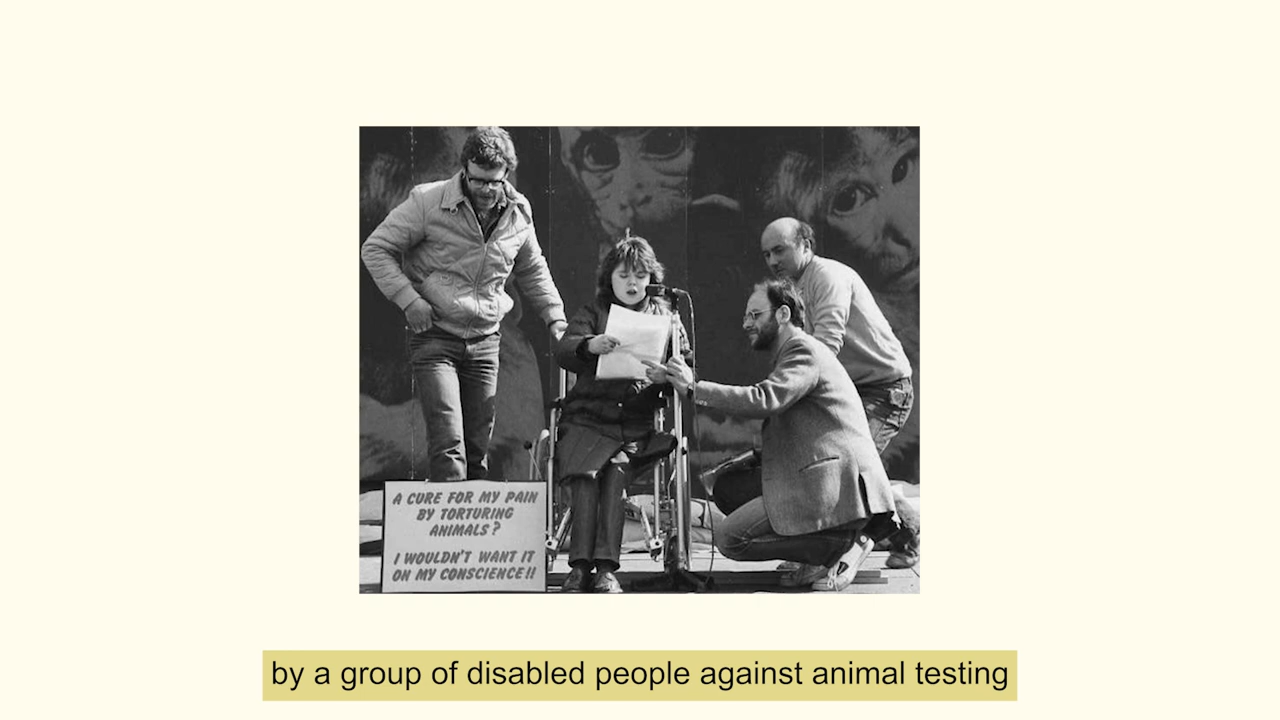 A CURE FOR MY PAIN
BY TORTURING
ANIMALS?
I WOULDN'T WANT IT
ON MY CONSCIENCE!!
by a group of disabled people against animal testing